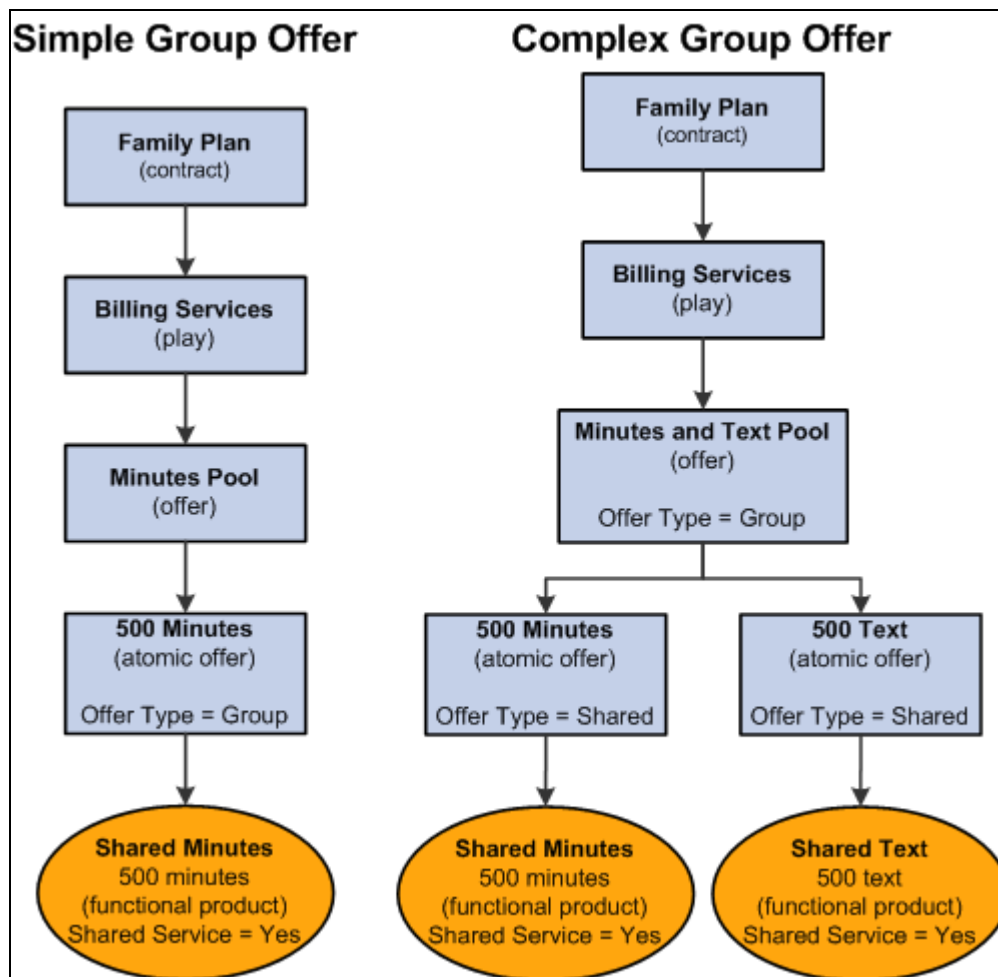 Simple Group Offer
Family Plan
(contract)
Billing Services
(play)
Minutes Pool
(offer)
500 Minutes
(atomic offer)
Offer Type = Group
Shared Minutes
500 minutes
(functional product)
Shared Service = Yes
Complex Group Offer
Family Plan
(contract)
Billing Services
(play)
Minutes and Text Pool
(offer)
Offer Type = Group
500 Minutes
(atomic offer)
Offer Type = Shared
Shared Minutes
500 minutes
(functional product)
Shared Service = Yes
500 Text
(atomic offer)
Offer Type = Shared
Shared Text
500 text
(functional product)
Shared Service = Yes